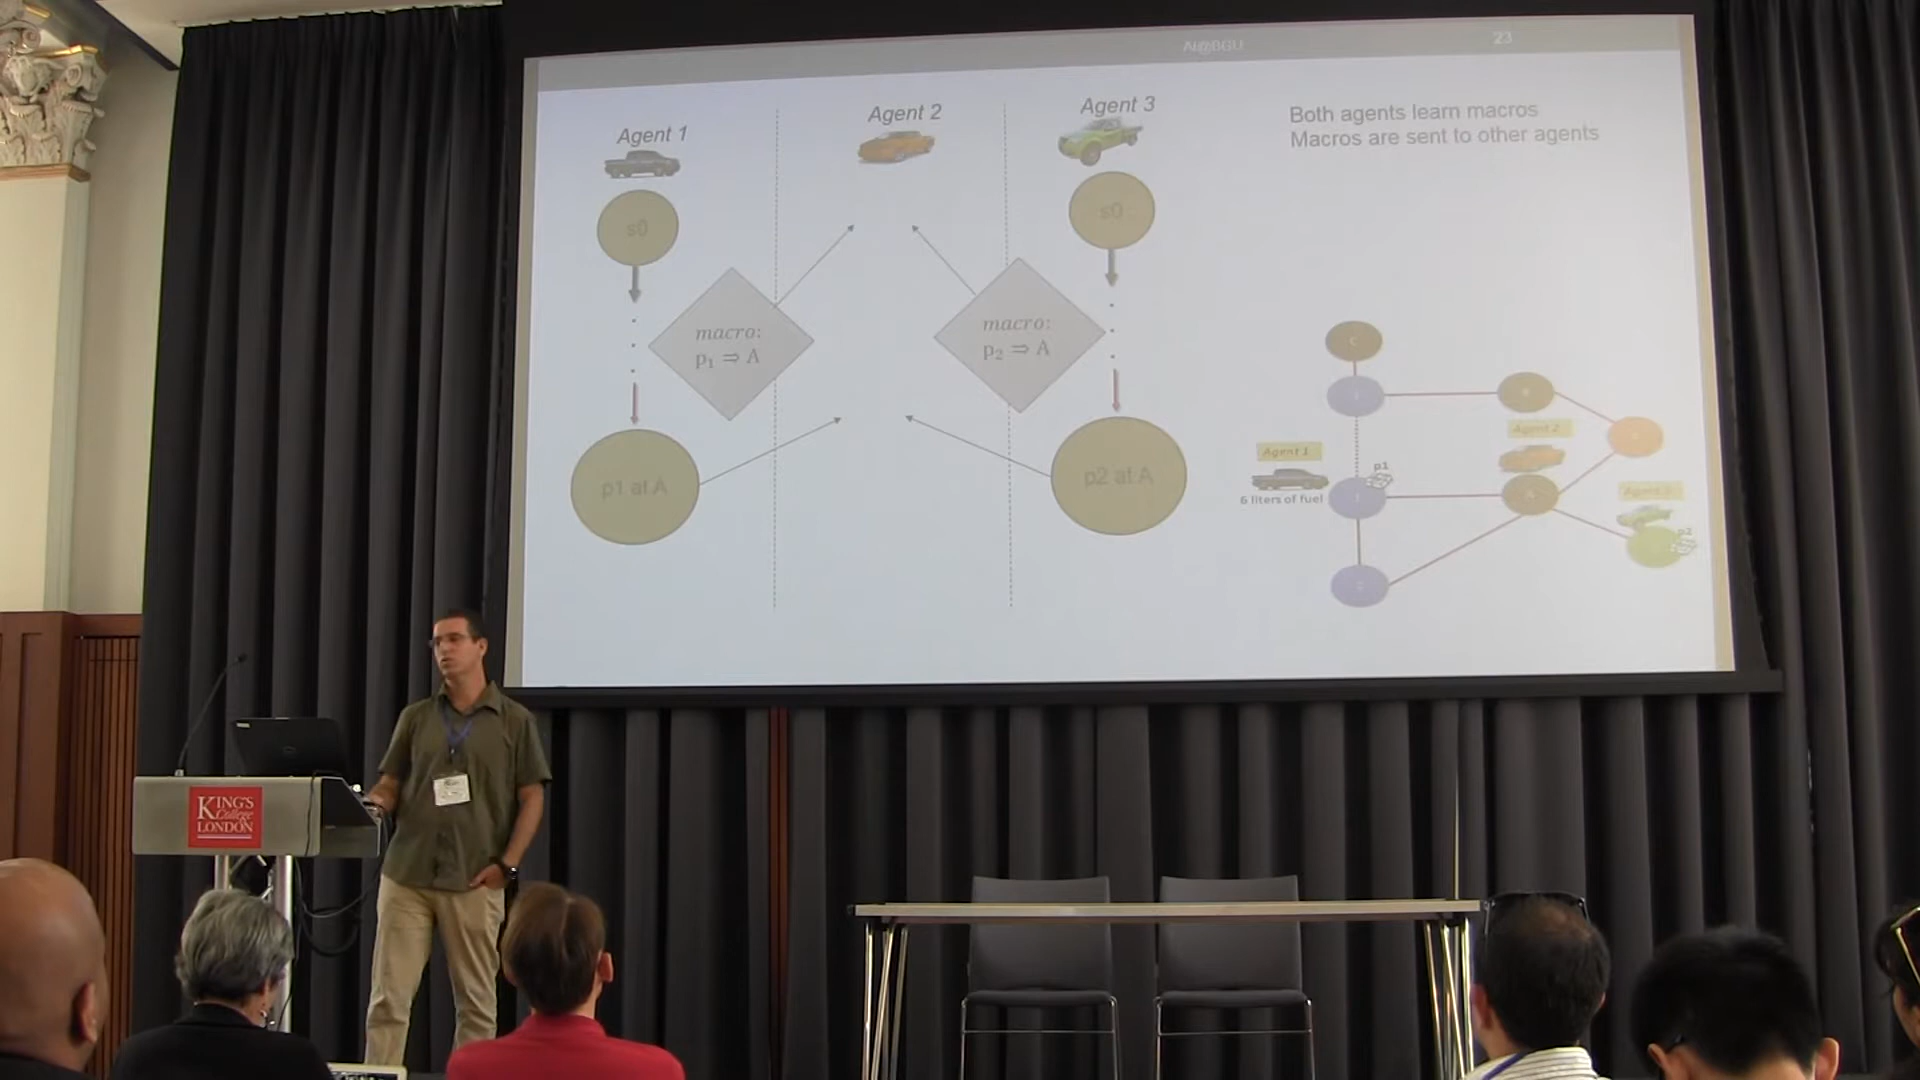 AI@BGU
23
Agent 1
Agent 2
Agent 3
Both agents learn macros
Macros are sent to other agents
s0
s0
macro:
p₁ ⇒ A
macro:
p₂ ⇒ A
p1 at A
p2 at A
C
Agent 2
Agent 1
p1
6 liters of fuel
A
p2
KING'S
College
LONDON